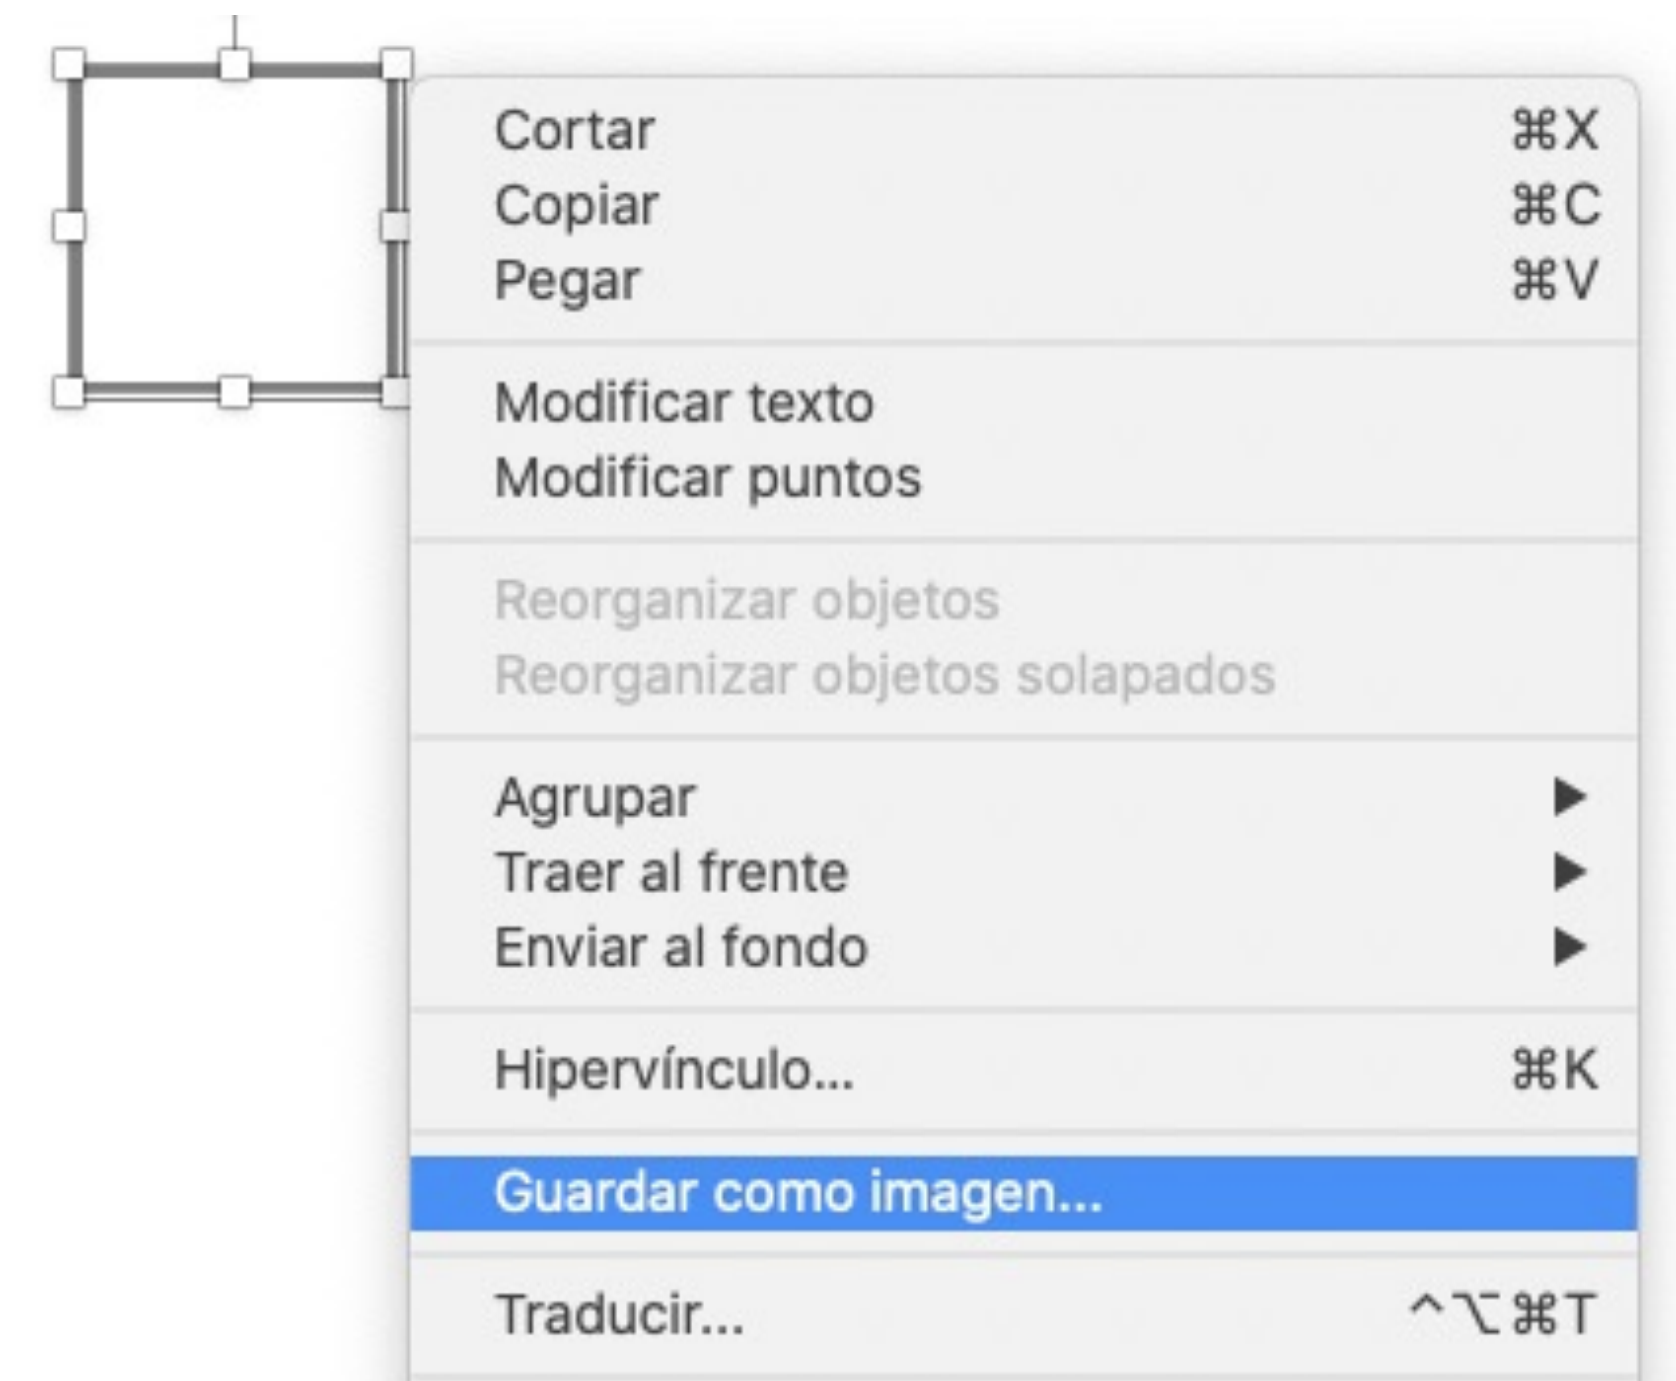 Cortar ⌘X
Copiar ⌘C
Pegar ⌘V
Modificar texto
Modificar puntos
Reorganizar objetos
Reorganizar objetos solapados
Agrupar ▶
Traer al frente ▶
Enviar al fondo ▶
Hipervínculo... ⌘K
Guardar como imagen...
Traducir... ^⌥⌘T